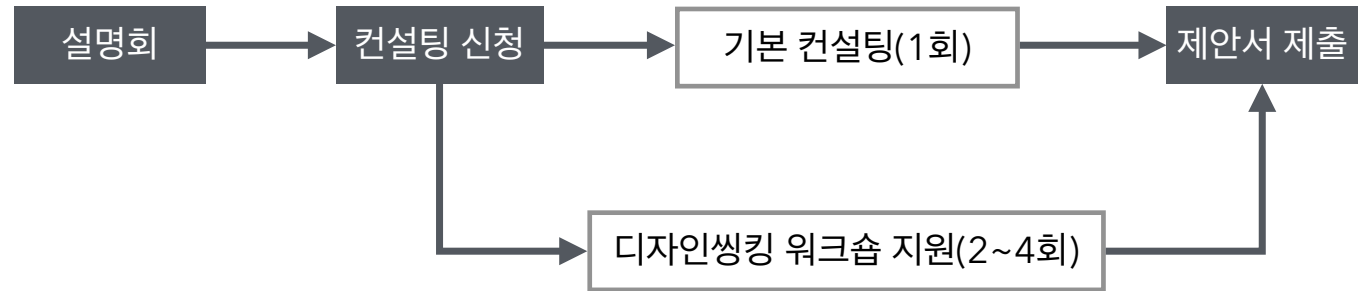 설명회
컨설팅 신청
기본 컨설팅(1회)
제안서 제출
디자인씽킹 워크숍 지원(2~4회)